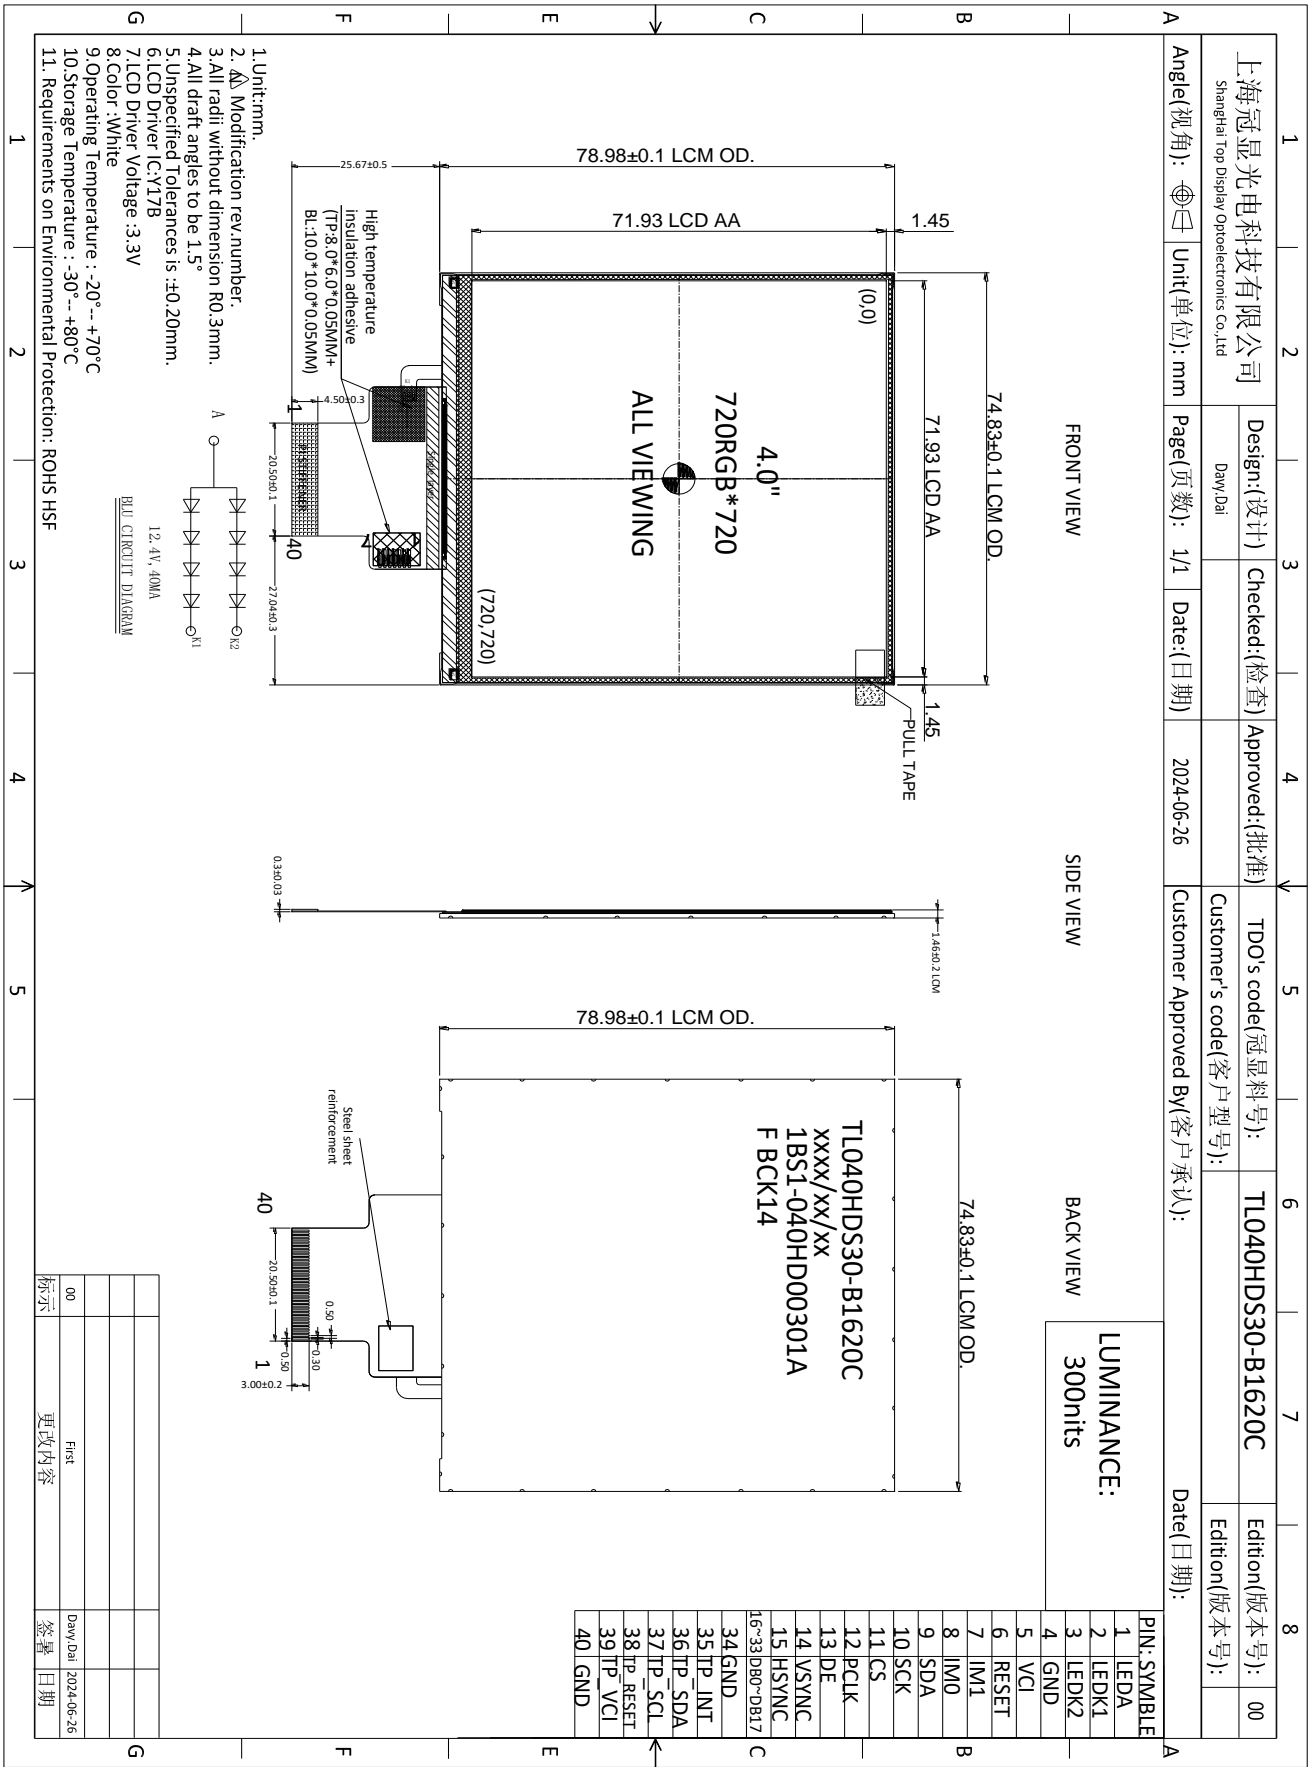 上海冠显光电科技有限公司
ShangHai Top Display Optoelectronics Co.,Ltd
Design:(设计)
Checked:(检查)
Approved:(批准)
Davy.Dai
TDO's code(冠显料号):
TL040HDS30-B1620C
Edition(版本号):
00
Customer's code(客户型号):
Edition(版本号):
Angle(视角):
Unit(单位): mm
Page(页数): 1/1
Date:(日期)
2024-06-26
Customer Approved By(客户承认):
Date(日期):
1 2 3 4 5 6 7 8
A
B
C
E
F
G
FRONT VIEW
74.83±0.1 LCM OD.
71.93 LCD AA
1.45
1.45
PULL TAPE
78.98±0.1 LCM OD.
71.93 LCD AA
(0,0)
4.0"
720RGB*720
ALL VIEWING
(720,720)
25.67±0.5
High temperature
insulation adhesive
(TP:8.0*6.0*0.05MM+
BL:10.0*10.0*0.05MM)
4.50±0.3
1
40
20.50±0.1
27.04±0.3
SIDE VIEW
1.46±0.2 LCM
0.3±0.03
BACK VIEW
74.83±0.1 LCM OD.
78.98±0.1 LCM OD.
TL040HDS30-B1620C
XXXX/XX/XX
1BS1-040HD00301A
F BCK14
Steel sheet
reinforcement
40
1
20.50±0.1
0.50
0.30
0.50
3.00±0.2
LUMINANCE:
300nits
PIN: SYMBLE
1 LEDA
2 LEDK1
3 LEDK2
4 GND
5 VCI
6 RESET
7 IM1
8 IM0
9 SDA
10 SCK
11 CS
12 PCLK
13 DE
14 VSYNC
15 HSYNC
16~33 DB0~DB17
34 GND
35 TP_INT
36 TP_SDA
37 TP_SCL
38 TP_RESET
39 TP_VCI
40 GND
A
K2
K1
12.4V,40MA
BLU CIRCUIT DIAGRAM
1.Unit:mm.
2. Modification rev.number.
3.All radii without dimension R0.3mm.
4.All draft angles to be 1.5°
5.Unspecified Tolerances is :±0.20mm.
6.LCD Driver IC:Y17B
7.LCD Driver Voltage :3.3V
8.Color :White
9.Operating Temperature : -20°-- +70°C
10.Storage Temperature : -30°-- +80°C
11. Requirements on Environmental Protection: ROHS HSF
00 First Davy.Dai 2024-06-26
标示 更改内容 签署 日期
1 2 3 4 5